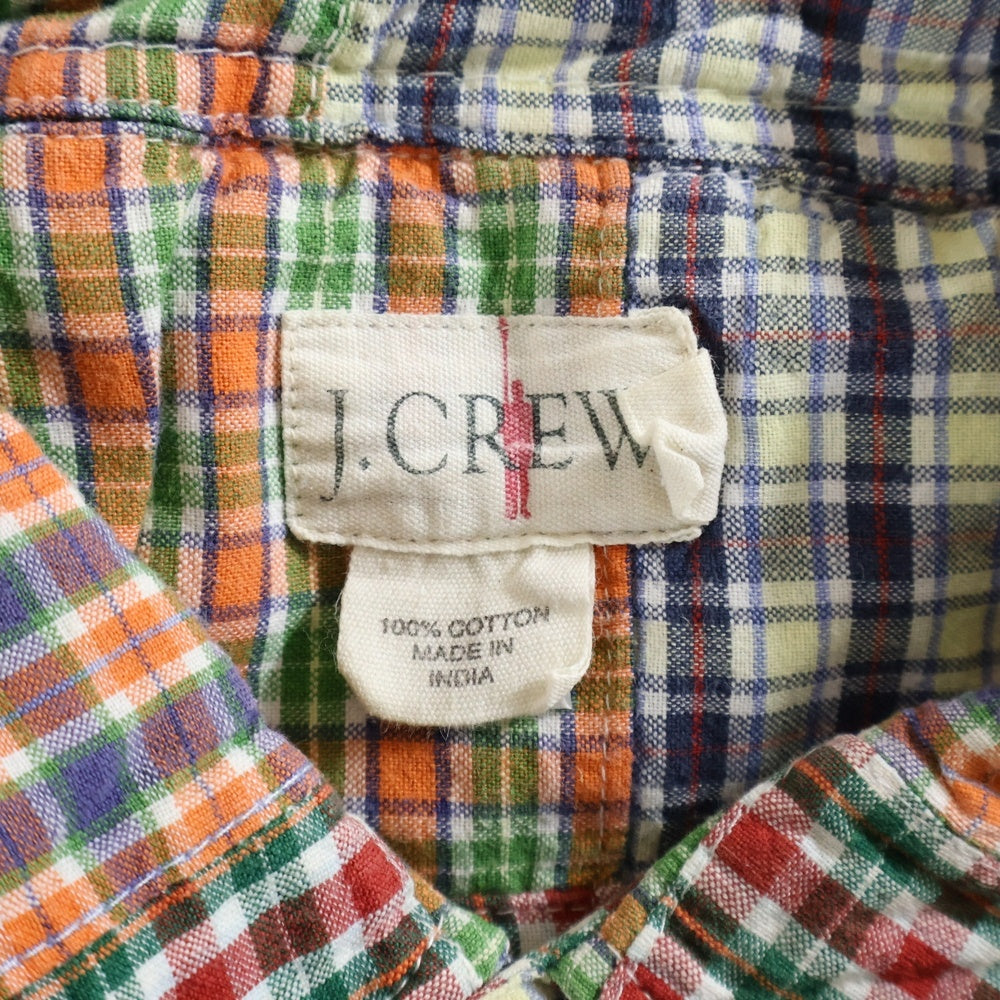 J.CREW
100% COTTON
MADE IN
INDIA